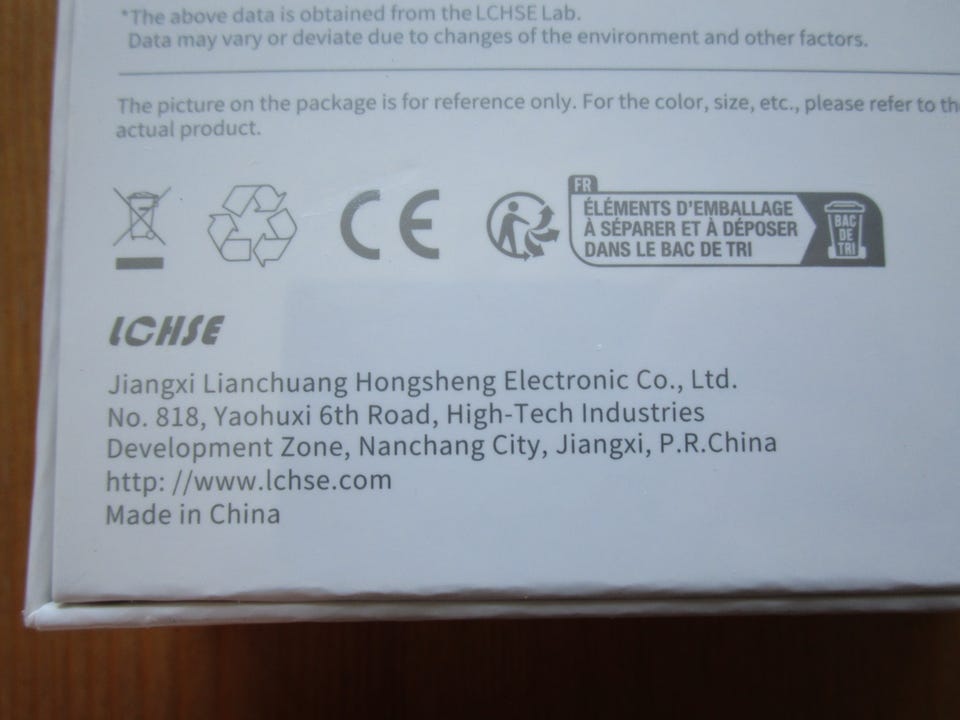 *The above data is obtained from the LCHSE Lab.
Data may vary or deviate due to changes of the environment and other factors.
The picture on the package is for reference only. For the color, size, etc., please refer to the
actual product.
CE
FR
ÉLÉMENTS D'EMBALLAGE
À SÉPARER ET À DÉPOSER
DANS LE BAC DE TRI
BAC
DE
TRI
LCHSE
Jiangxi Lianchuang Hongsheng Electronic Co., Ltd.
No. 818, Yaohuxi 6th Road, High-Tech Industries
Development Zone, Nanchang City, Jiangxi, P.R.China
http: //www.lchse.com
Made in China